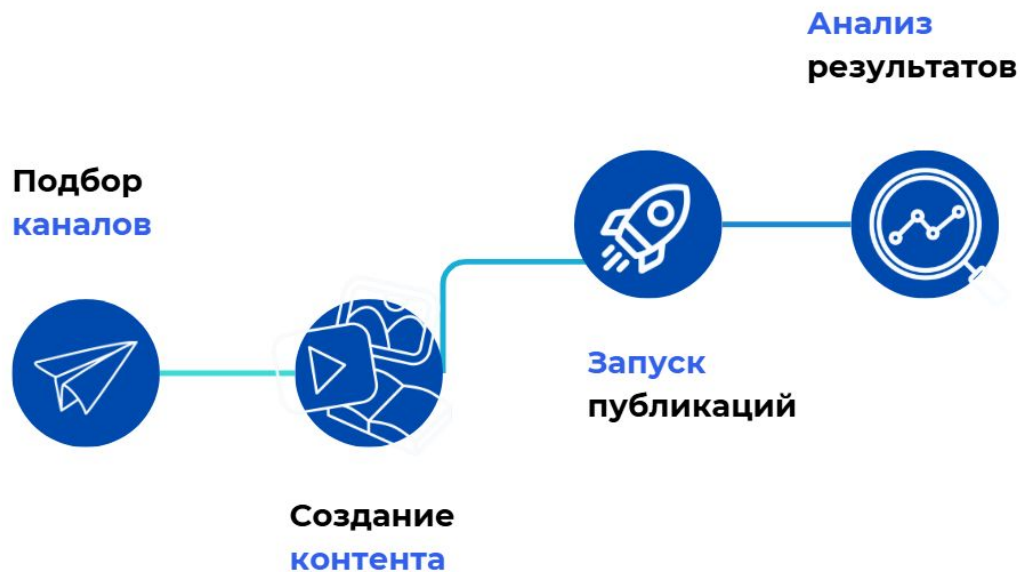 Анализ
результатов
Подбор
каналов
Запуск
публикаций
Создание
контента